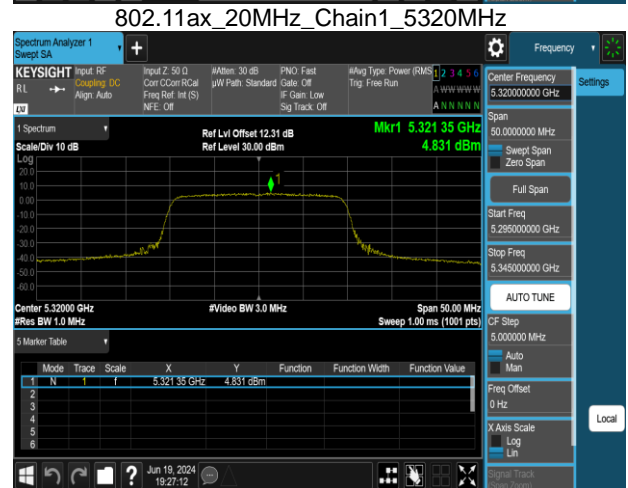 802.11ax_20MHz_Chain1_5320MHz
Spectrum Analyzer 1
Swept SA
Frequency
KEYSIGHT
RL
LXI
Input: RF
Coupling: DC
Align: Auto
Input Z: 50 Ω
Corr CCorr RCal
Freq Ref: Int (S)
NFE: Off
#Atten: 30 dB
µW Path: Standard
PNO: Fast
Gate: Off
IF Gain: Low
Sig Track: Off
#Avg Type: Power (RMS
Trig: Free Run
1 2 3 4 5 6
A W W W W W
A N N N N N
Center Frequency
5.320000000 GHz
Settings
1 Spectrum
Scale/Div 10 dB
Ref Lvl Offset 12.31 dB
Ref Level 30.00 dBm
Mkr1 5.321 35 GHz
4.831 dBm
Span
50.0000000 MHz
Swept Span
Zero Span
Full Span
Start Freq
5.295000000 GHz
Stop Freq
5.345000000 GHz
AUTO TUNE
CF Step
5.000000 MHz
Auto
Man
Freq Offset
0 Hz
X Axis Scale
Log
Lin
Signal Track
(Span Zoom)
Local
Log
20.0
10.0
0.00
-10.0
-20.0
-30.0
-40.0
-50.0
-60.0
1
Center 5.32000 GHz
#Res BW 1.0 MHz
#Video BW 3.0 MHz
Span 50.00 MHz
Sweep 1.00 ms (1001 pts)
5 Marker Table
Mode Trace Scale X Y Function Function Width Function Value
1 N 1 f 5.321 35 GHz 4.831 dBm
2
3
4
5
6
?
Jun 19, 2024
19:27:12